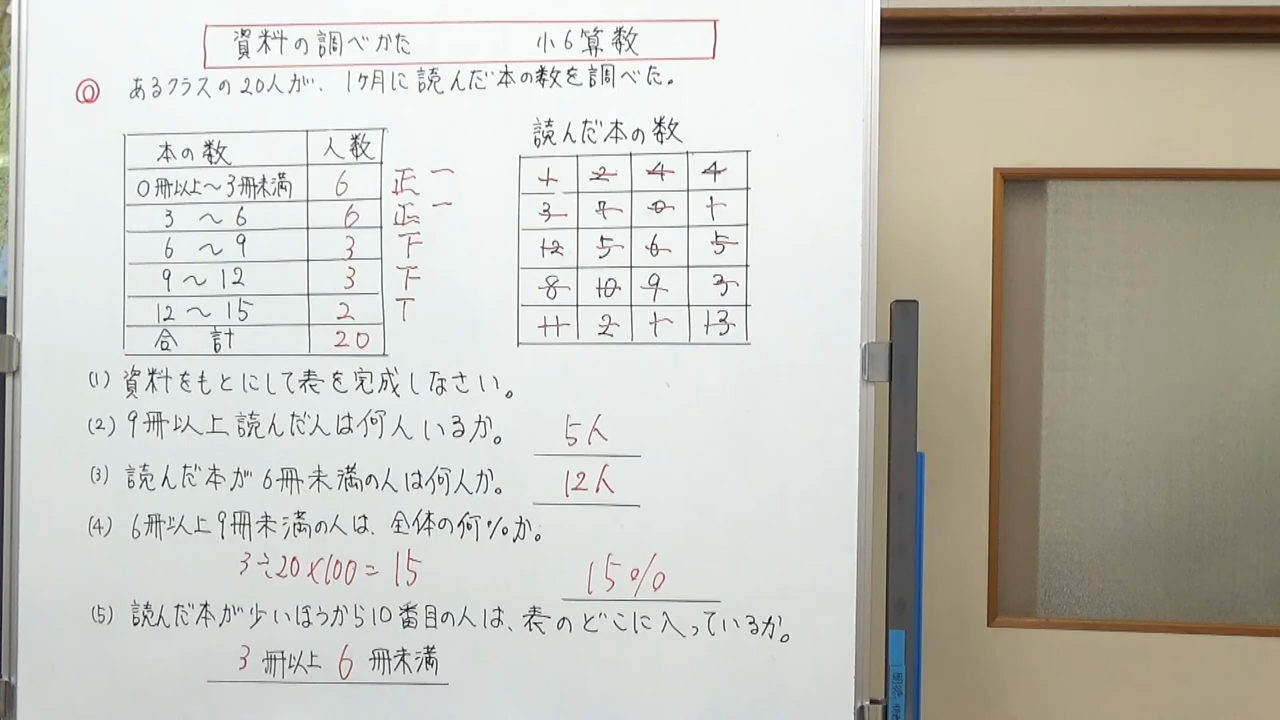 資料の調べかた 小6算数
◎ あるクラスの20人が、1ヶ月に読んだ本の数を調べた。
本の数 人数
0冊以上〜3冊未満 6 正一
3 〜 6 6 正一
6 〜 9 3 下
9 〜 12 3 下
12 〜 15 2 丅
合 計 20
読んだ本の数
1 2 4 4
3 7 0 1
12 5 6 5
8 10 9 3
11 2 1 13
(1) 資料をもとにして表を完成しなさい。
(2) 9冊以上読んだ人は何人いるか。 5人
(3) 読んだ本が6冊未満の人は何人か。 12人
(4) 6冊以上9冊未満の人は、全体の何%か。
3÷20×100=15 15%
(5) 読んだ本が少いほうから10番目の人は、表のどこに入っているか。
3 冊以上 6 冊未満